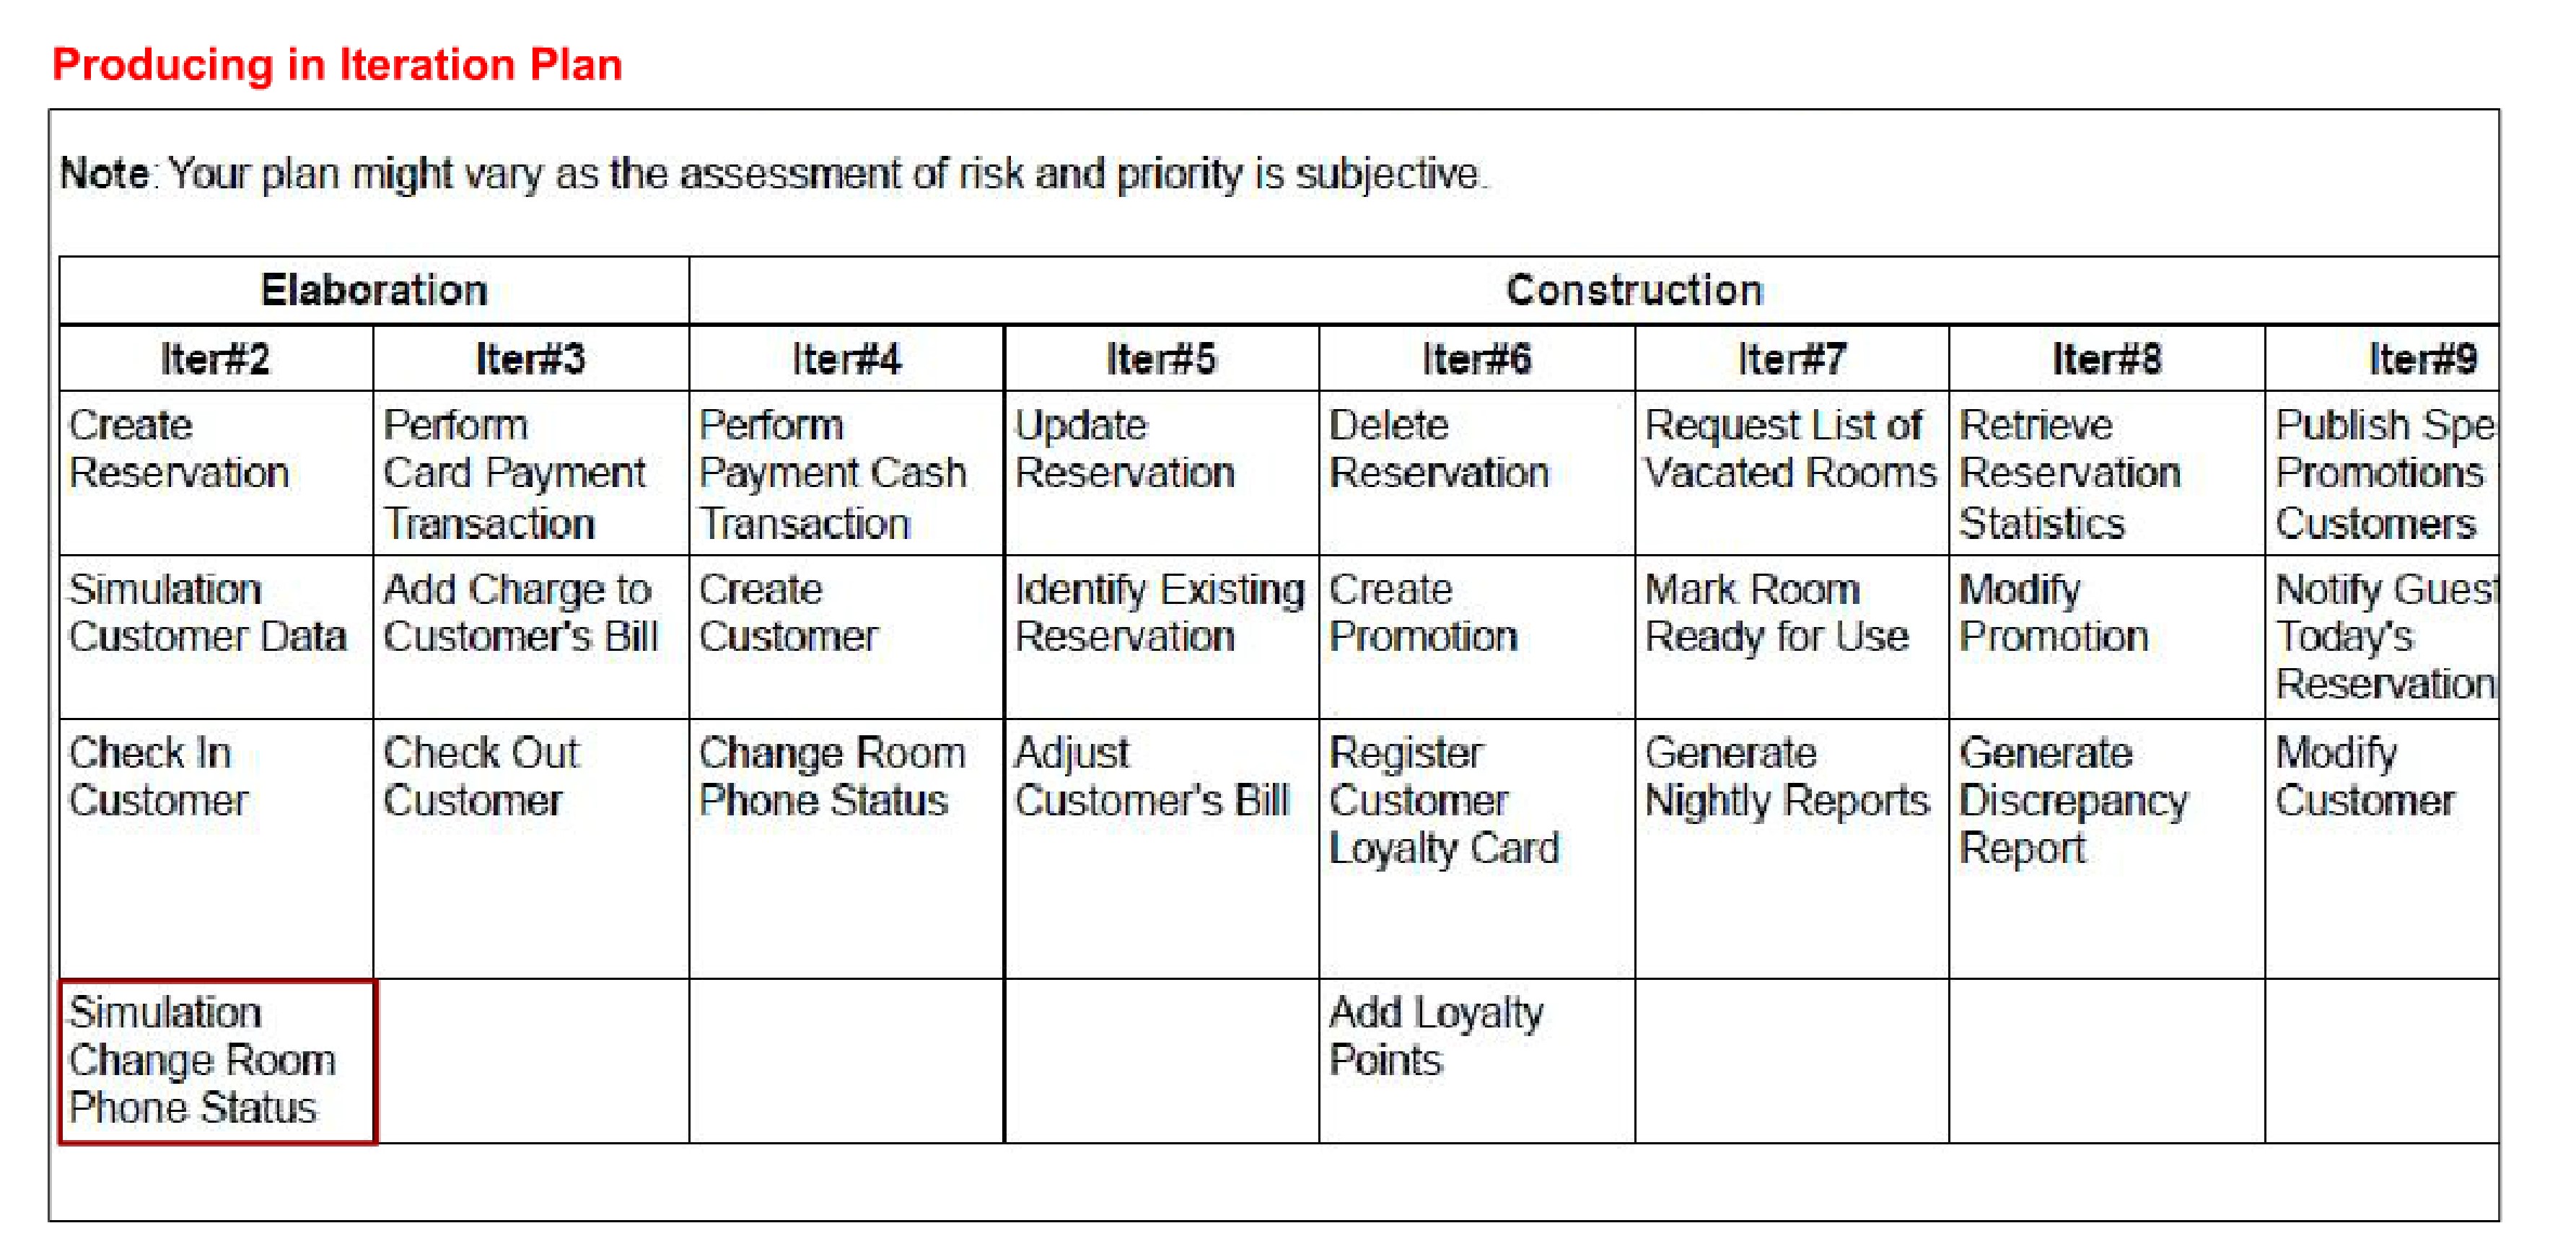 Producing in Iteration Plan
Note: Your plan might vary as the assessment of risk and priority is subjective.
Elaboration Construction
Iter#2 Iter#3 Iter#4 Iter#5 Iter#6 Iter#7 Iter#8 Iter#9
Create
Reservation
Perform
Card Payment
Transaction
Perform
Payment Cash
Transaction
Update
Reservation
Delete
Reservation
Request List of
Vacated Rooms
Retrieve
Reservation
Statistics
Publish
Promotions
Customers
Simulation
Customer Data
Add Charge to
Customer's Bill
Create
Customer
Identify Existing
Reservation
Create
Promotion
Mark Room
Ready for Use
Modify
Promotion
Notify
Today's
Reservation
Check In
Customer
Check Out
Customer
Change Room
Phone Status
Adjust
Customer's Bill
Register
Customer
Loyalty Card
Generate
Nightly Reports
Generate
Discrepancy
Report
Modify
Customer
Simulation
Change Room
Phone Status
Add Loyalty
Points